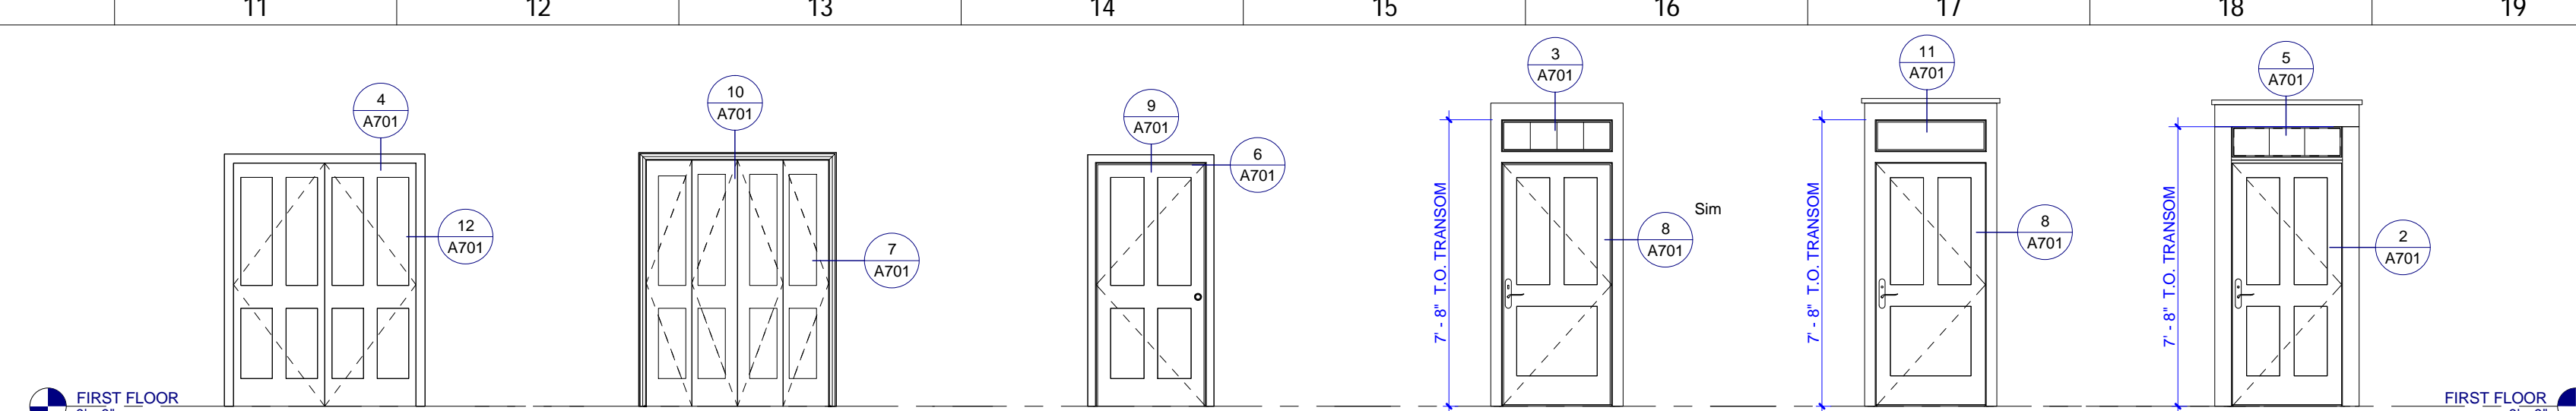 11 12 13 14 15 16 17 18 19
4
A701
10
A701
9
A701
6
A701
3
A701
11
A701
5
A701
12
A701
7
A701
7' - 8" T.O. TRANSOM
Sim
8
A701
7' - 8" T.O. TRANSOM
8
A701
7' - 8" T.O. TRANSOM
2
A701
FIRST FLOOR
FIRST FLOOR